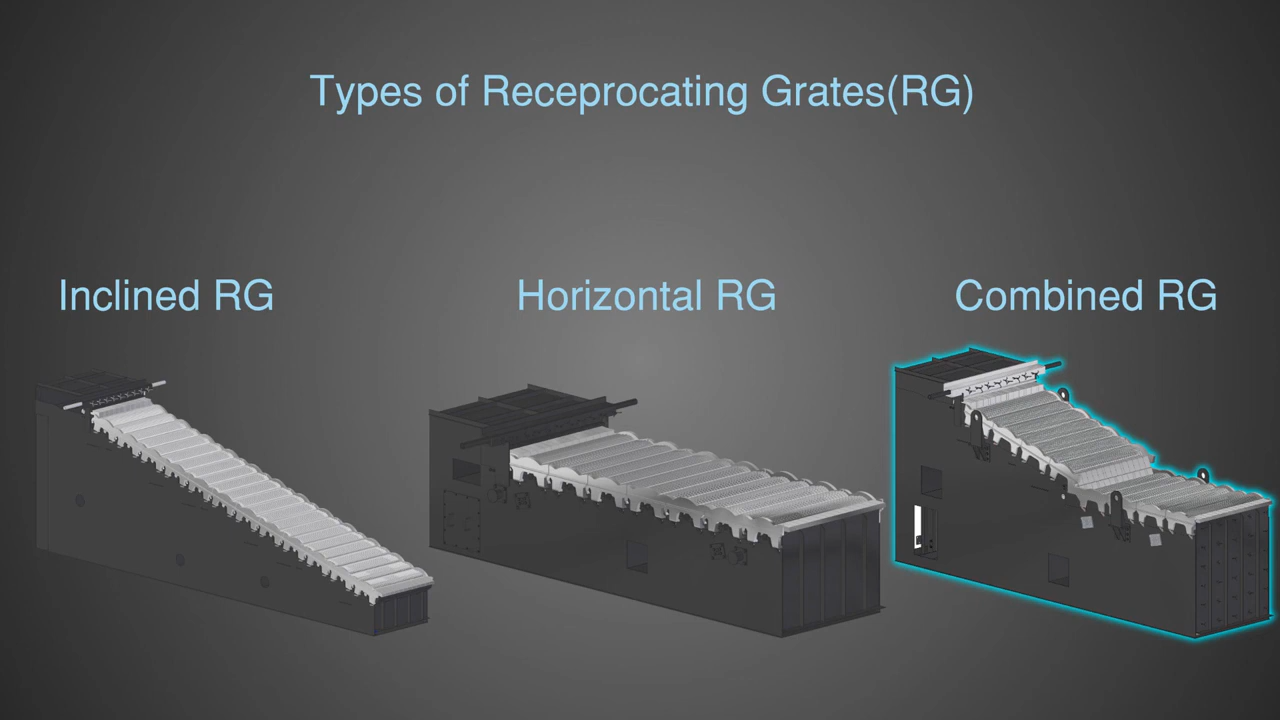 Types of Receprocating Grates(RG)
Inclined RG
Horizontal RG
Combined RG